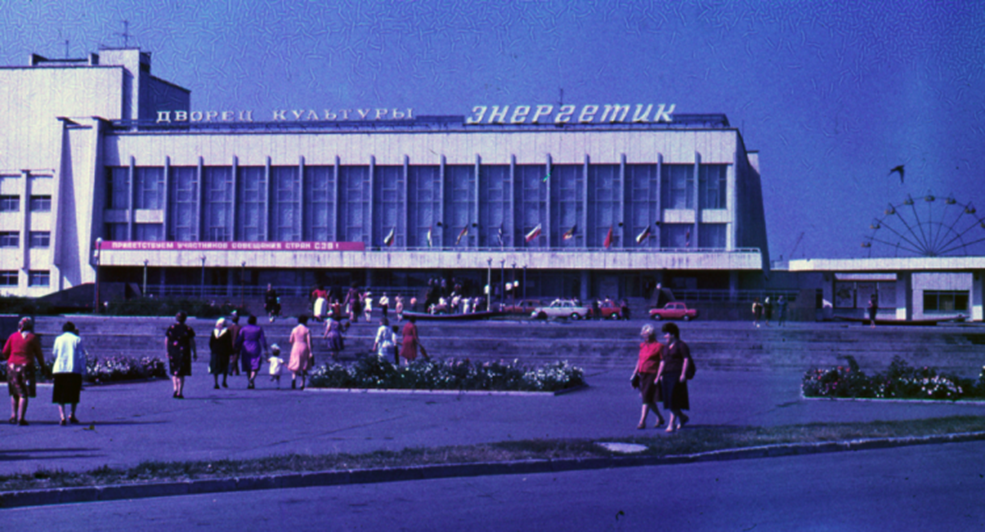 ДВОРЕЦ КУЛЬТУРЫ ЭНЕРГЕТИК
ПРИВЕТСТВУЕМ УЧАСТНИКОВ СОВЕЩАНИЯ СТРАН СЭВ!